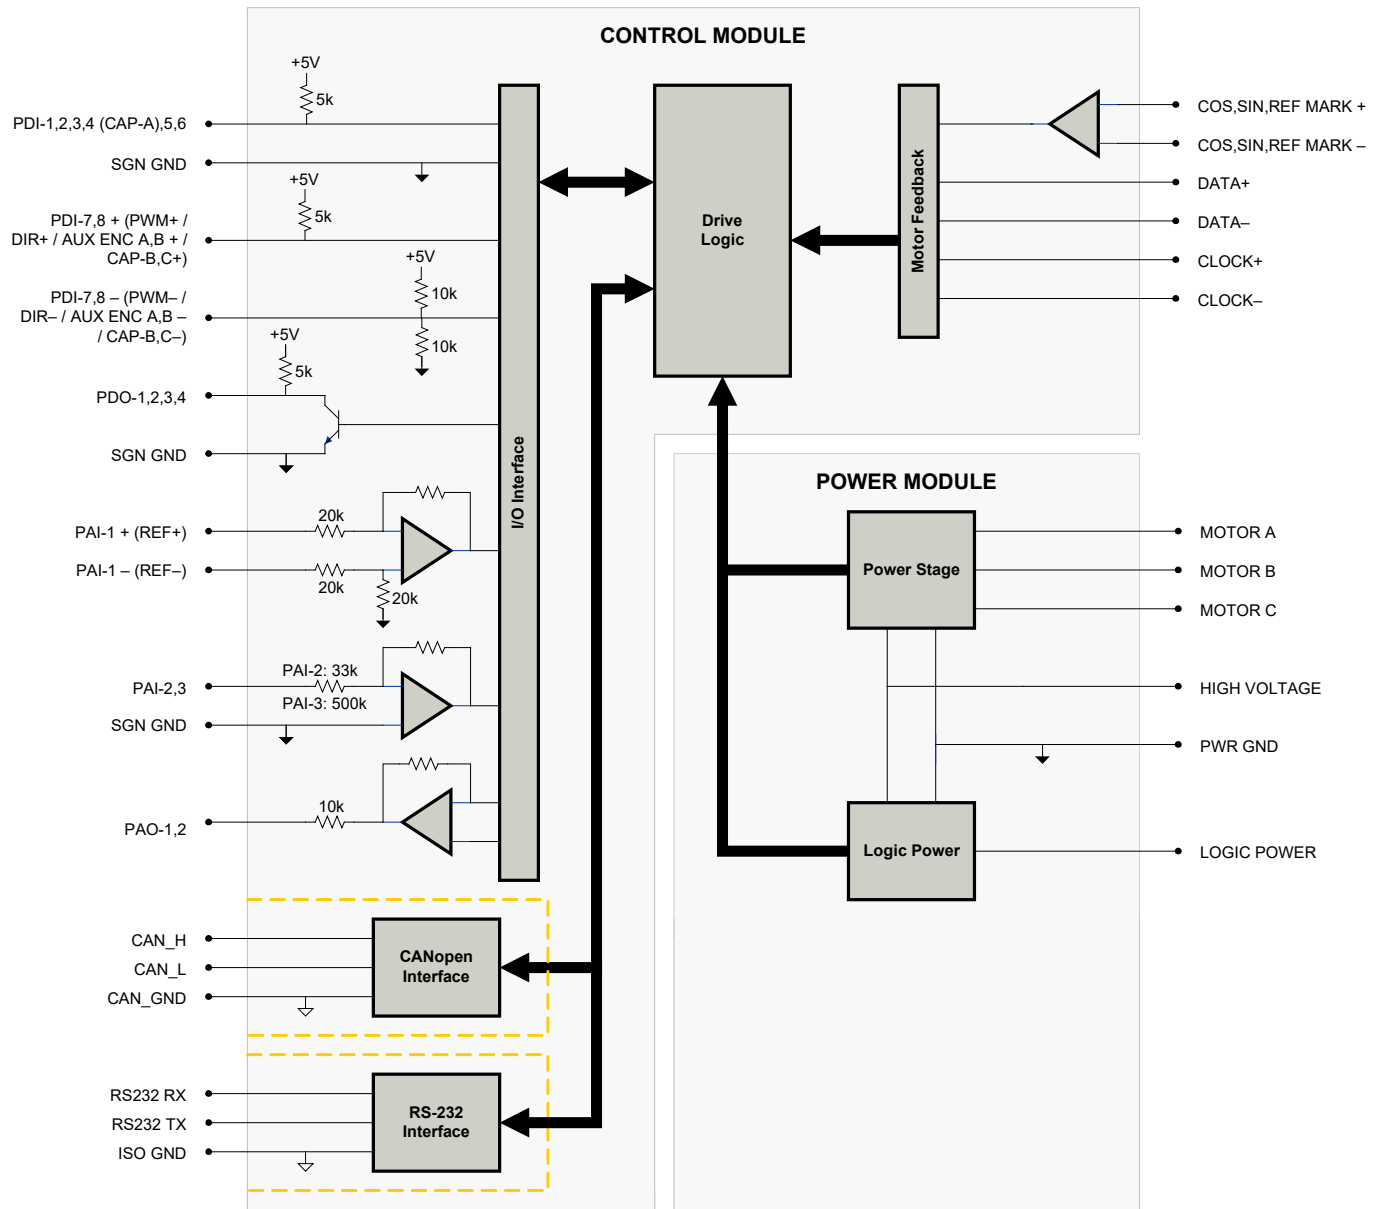 CONTROL MODULE
+5V
5k
PDI-1,2,3,4 (CAP-A),5,6
SGN GND
+5V
5k
PDI-7,8 + (PWM+ /
DIR+ / AUX ENC A,B + /
CAP-B,C+)
+5V
10k
PDI-7,8 – (PWM– /
DIR– / AUX ENC A,B –
/ CAP-B,C–)
10k
+5V
5k
PDO-1,2,3,4
SGN GND
20k
PAI-1 + (REF+)
PAI-1 – (REF–)
20k
20k
PAI-2: 33k
PAI-2,3
PAI-3: 500k
SGN GND
10k
PAO-1,2
I/O Interface
CAN_H
CAN_L
CAN_GND
CANopen
Interface
RS232 RX
RS232 TX
ISO GND
RS-232
Interface
Drive
Logic
Motor Feedback
COS,SIN,REF MARK +
COS,SIN,REF MARK –
DATA+
DATA–
CLOCK+
CLOCK–
POWER MODULE
Power Stage
MOTOR A
MOTOR B
MOTOR C
HIGH VOLTAGE
PWR GND
Logic Power
LOGIC POWER